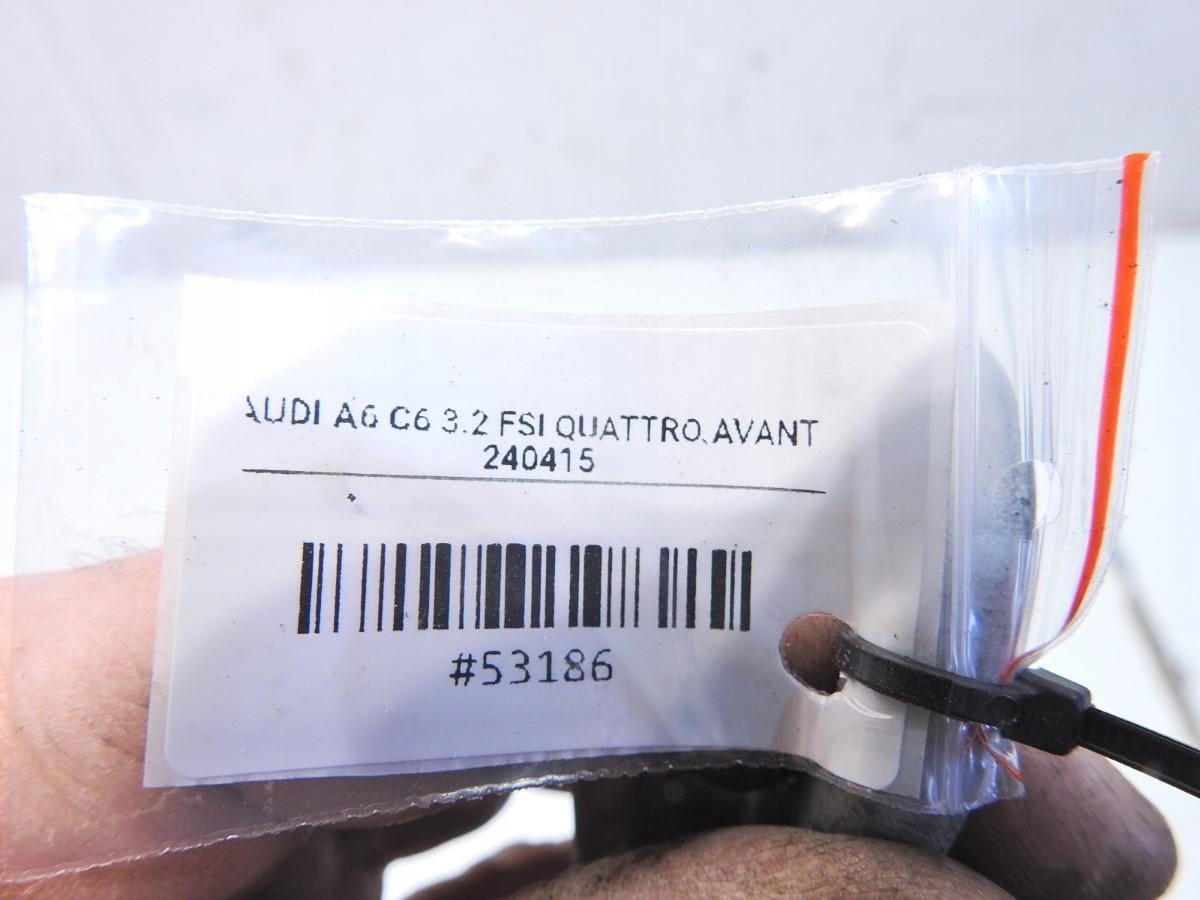 AUDI A6 C6 3.2 FSI QUATTRO,AVANT
240415
#53186